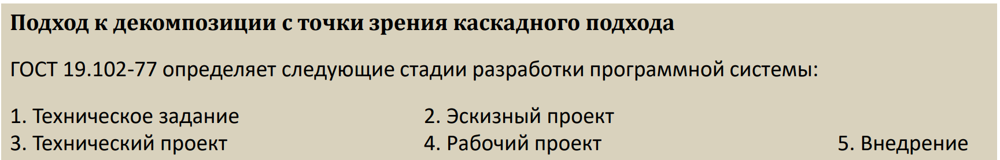 Подход к декомпозиции с точки зрения каскадного подхода
ГОСТ 19.102-77 определяет следующие стадии разработки программной системы:
1. Техническое задание 2. Эскизный проект
3. Технический проект 4. Рабочий проект 5. Внедрение